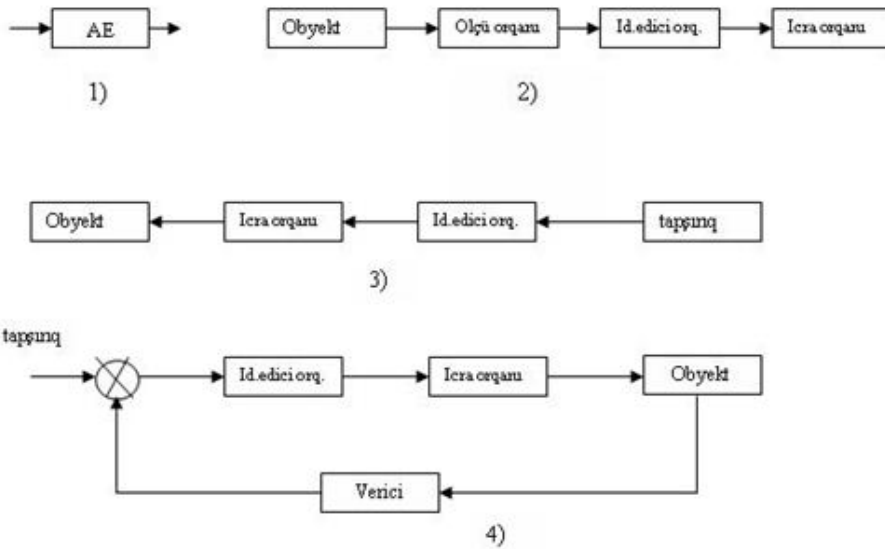 AE
Obyekt
Olçü orqanı
Id.edici orq.
Icra orqanı
1)
2)
Obyekt
Icra orqanı
Id.edici orq.
tapşırıq
3)
tapşırıq
Id.edici orq.
Icra orqanı
Obyekt
Verici
4)